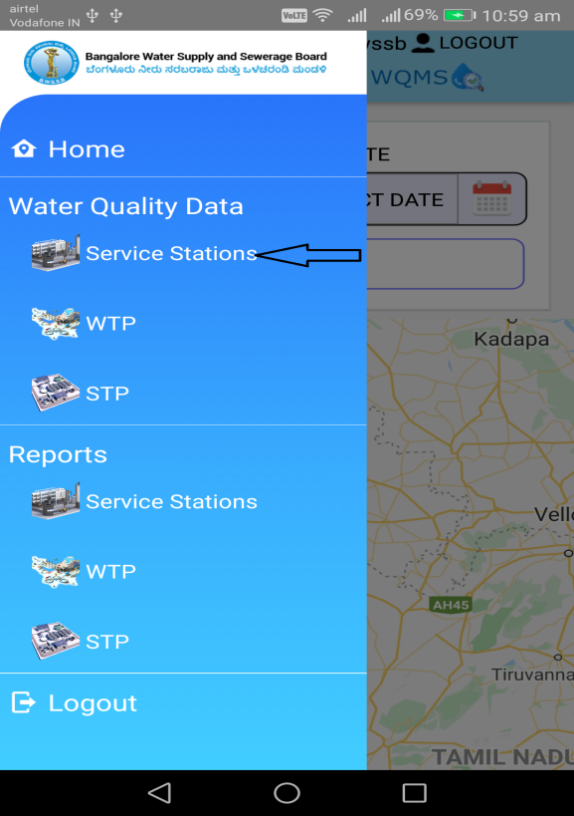 airtel
Vodafone IN
VoLTE 69% 10:59 am
Bangalore Water Supply and Sewerage Board
ಬೆಂಗಳೂರು ನೀರು ಸರಬರಾಜು ಮತ್ತು ಒಳಚರಂಡಿ ಮಂಡಳಿ
ssb LOGOUT
WQMS
Home
TE
CT DATE
Water Quality Data
Service Stations
WTP
STP
Reports
Service Stations
WTP
STP
Logout
Kadapa
Vell
AH45
Tiruvanna
TAMIL NADU